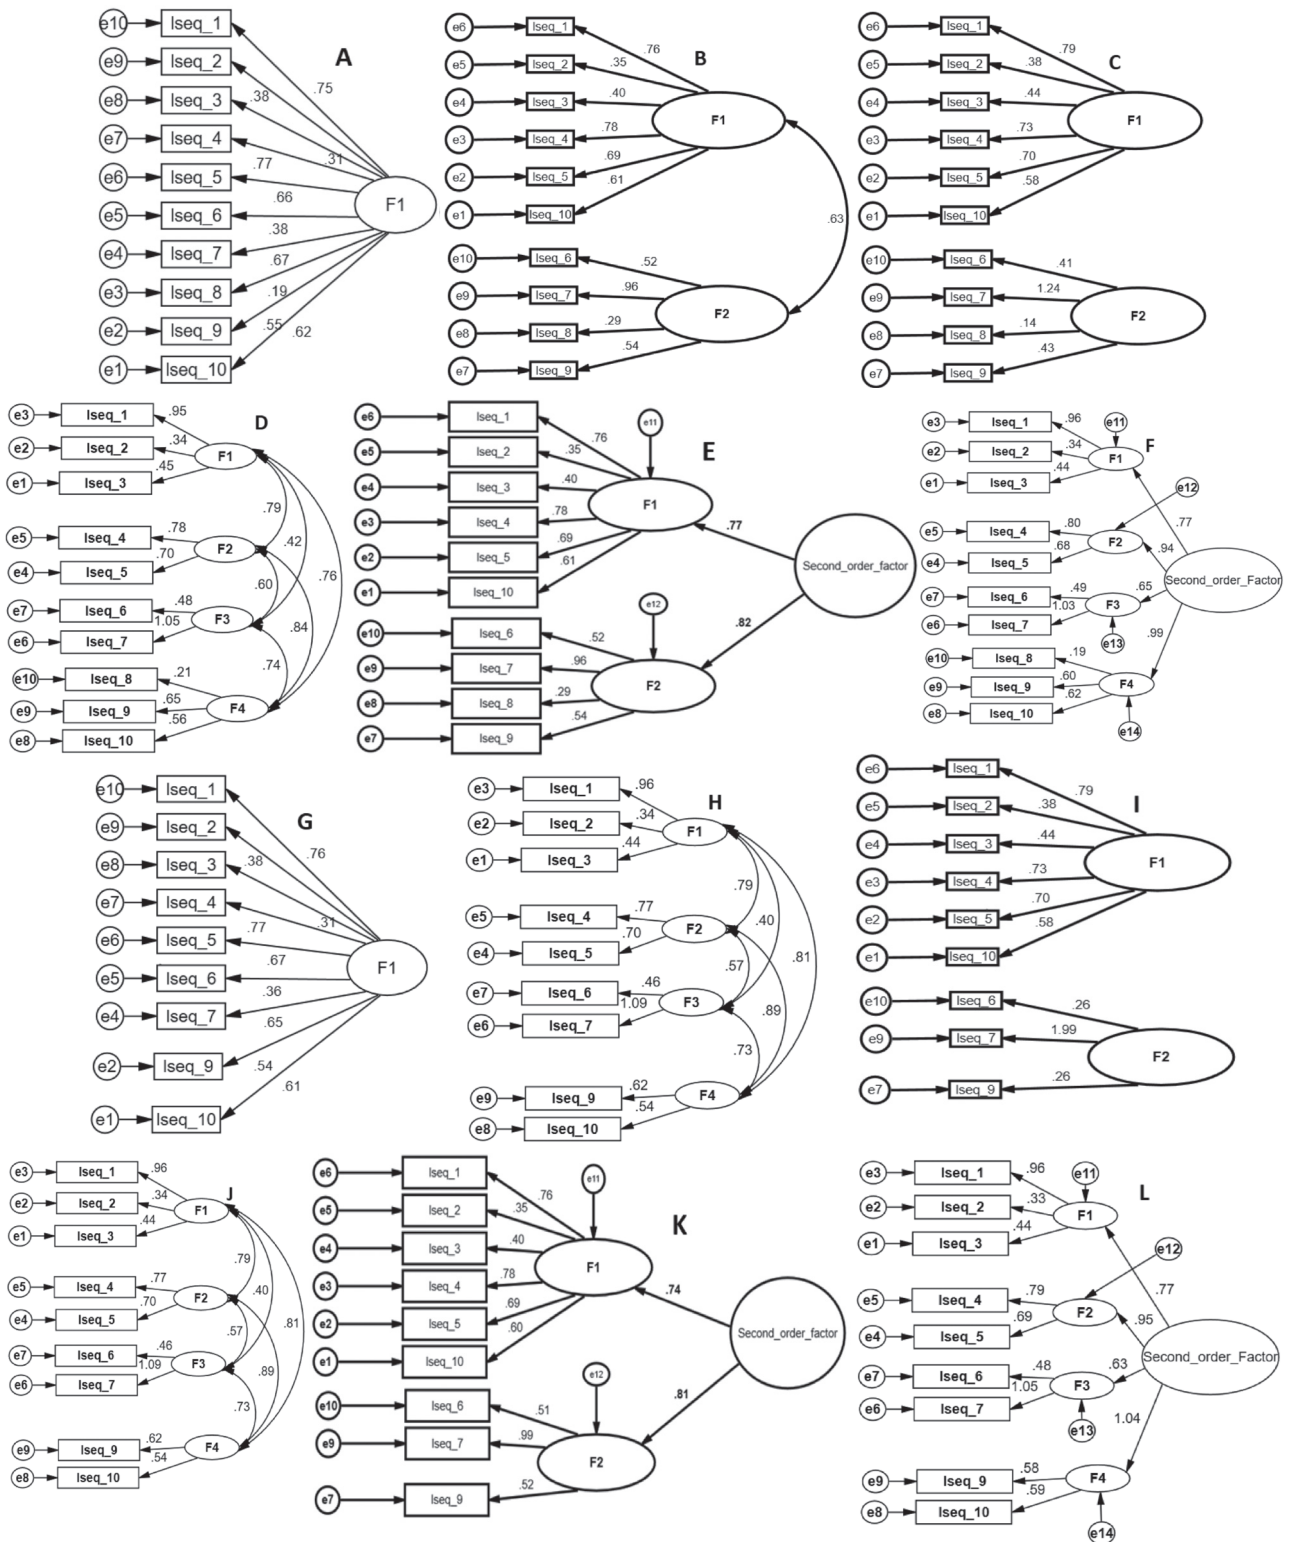 A
e10 lseq_1
e9 lseq_2
e8 lseq_3
e7 lseq_4
e6 lseq_5
e5 lseq_6
e4 lseq_7
e3 lseq_8
e2 lseq_9
e1 lseq_10
F1
.75
.38
.31
.77
.66
.38
.67
.19
.55
.62
B
e6 lseq_1 .76
e5 lseq_2 .35
e4 lseq_3 .40
e3 lseq_4 .78
e2 lseq_5 .69
e1 lseq_10 .61
F1
.63
e10 lseq_6 .52
e9 lseq_7 .96
e8 lseq_8 .29
e7 lseq_9 .54
F2
C
e6 lseq_1 .79
e5 lseq_2 .38
e4 lseq_3 .44
e3 lseq_4 .73
e2 lseq_5 .70
e1 lseq_10 .58
F1
e10 lseq_6 .41
e9 lseq_7 1.24
e8 lseq_8 .14
e7 lseq_9 .43
F2
D
e3 lseq_1 .95
e2 lseq_2 .34
e1 lseq_3 .45
F1
e5 lseq_4 .78
e4 lseq_5 .70
F2
e7 lseq_6 .48
e6 lseq_7 1.05
F3
e10 lseq_8 .21
e9 lseq_9 .65
e8 lseq_10 .56
F4
.79
.42
.76
.60
.84
.74
E
e6 lseq_1 .76
e5 lseq_2 .35
e4 lseq_3 .40
e3 lseq_4 .78
e2 lseq_5 .69
e1 lseq_10 .61
e11
F1
.77
Second_order_factor
e12
.82
e10 lseq_6 .52
e9 lseq_7 .96
e8 lseq_8 .29
e7 lseq_9 .54
F2
F
e3 lseq_1 .96
e2 lseq_2 .34
e1 lseq_3 .44
e11
F1
e12
.77
e5 lseq_4 .80
e4 lseq_5 .68
F2
.94
Second_order_Factor
e7 lseq_6 .49
e6 lseq_7 1.03
F3
.65
e13
.99
e10 lseq_8 .19
e9 lseq_9 .60
e8 lseq_10 .62
F4
e14
G
e10 lseq_1
e9 lseq_2
e8 lseq_3
e7 lseq_4
e6 lseq_5
e5 lseq_6
e4 lseq_7
e2 lseq_9
e1 lseq_10
F1
.76
.38
.31
.77
.67
.36
.65
.54
.61
H
e3 lseq_1 .96
e2 lseq_2 .34
e1 lseq_3 .44
F1
e5 lseq_4 .77
e4 lseq_5 .70
F2
e7 lseq_6 .46
e6 lseq_7 1.09
F3
e9 lseq_9 .62
e8 lseq_10 .54
F4
.79
.40
.81
.57
.89
.73
I
e6 lseq_1 .79
e5 lseq_2 .38
e4 lseq_3 .44
e3 lseq_4 .73
e2 lseq_5 .70
e1 lseq_10 .58
F1
e10 lseq_6 .26
e9 lseq_7 1.99
e7 lseq_9 .26
F2
J
e3 lseq_1 .96
e2 lseq_2 .34
e1 lseq_3 .44
F1
e5 lseq_4 .77
e4 lseq_5 .70
F2
e7 lseq_6 .46
e6 lseq_7 1.09
F3
e9 lseq_9 .62
e8 lseq_10 .54
F4
.79
.40
.81
.57
.89
.73
K
e6 lseq_1 .76
e5 lseq_2 .35
e4 lseq_3 .40
e3 lseq_4 .78
e2 lseq_5 .69
e1 lseq_10 .60
e11
F1
.74
Second_order_factor
e12
.81
e10 lseq_6 .51
e9 lseq_7 .99
e7 lseq_9 .52
F2
L
e3 lseq_1 .96
e2 lseq_2 .33
e1 lseq_3 .44
e11
F1
e12
.77
e5 lseq_4 .79
e4 lseq_5 .69
F2
.95
Second_order_Factor
e7 lseq_6 .48
e6 lseq_7 1.05
F3
.63
e13
1.04
e9 lseq_9 .58
e8 lseq_10 .59
F4
e14